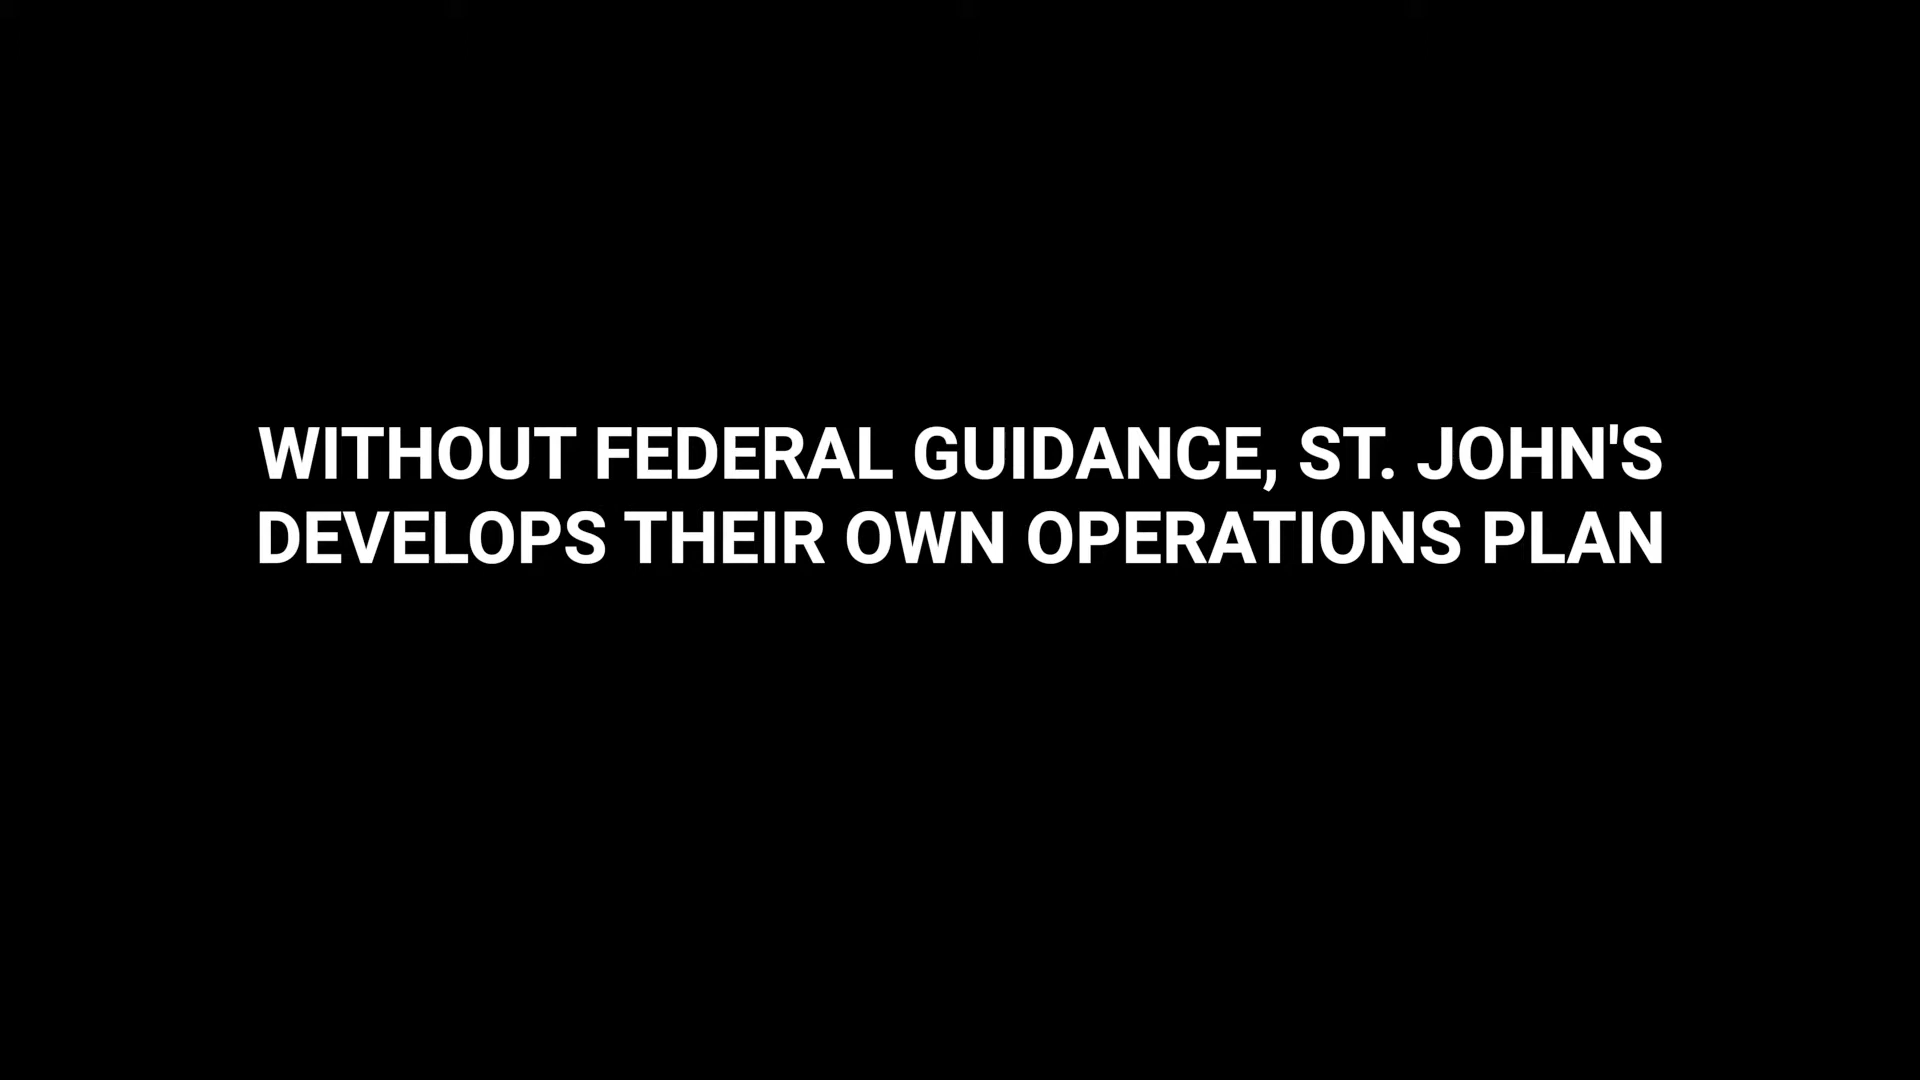 WITHOUT FEDERAL GUIDANCE, ST. JOHN'S
DEVELOPS THEIR OWN OPERATIONS PLAN